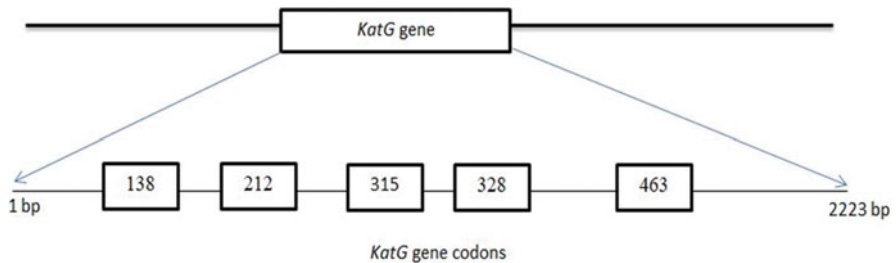 KatG gene
138 212 315 328 463
1 bp 2223 bp
KatG gene codons